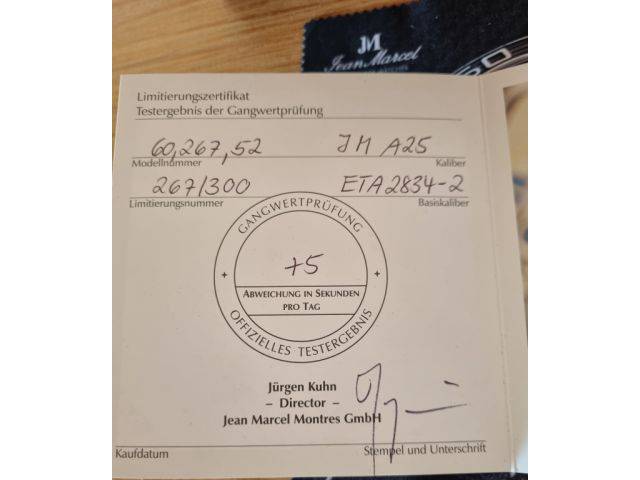 JM
Jean Marcel
Limitierungszertifikat
Testergebnis der Gangwertprüfung
60,267,52 JM A25
Modellnummer Kaliber
267/300 ETA2834-2
Limitierungsnummer Basiskaliber
GANGWERTPRÜFUNG
+5
+ +
ABWEICHUNG IN SEKUNDEN
PRO TAG
OFFIZIELLES TESTERGEBNIS
Jürgen Kuhn
– Director –
Jean Marcel Montres GmbH
Kaufdatum Stempel und Unterschrift